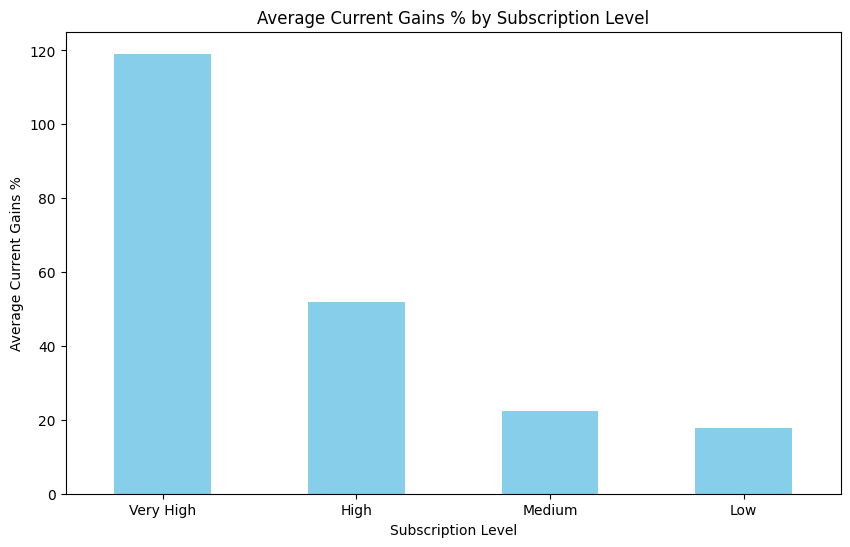 Average Current Gains % by Subscription Level
Average Current Gains %
120
100
80
60
40
20
0
Very High High Medium Low
Subscription Level